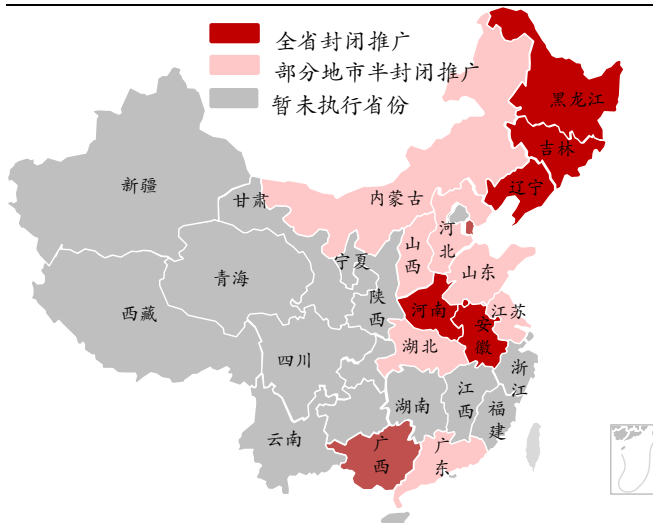 全省封闭推广
部分地市半封闭推广
暂未执行省份
黑龙江
吉林
辽宁
新疆
甘肃
内蒙古
河北
山西
宁夏
山东
青海
陕西
西藏
河南
江苏
安徽
湖北
四川
浙江
江西
湖南
福建
云南
广西
广东